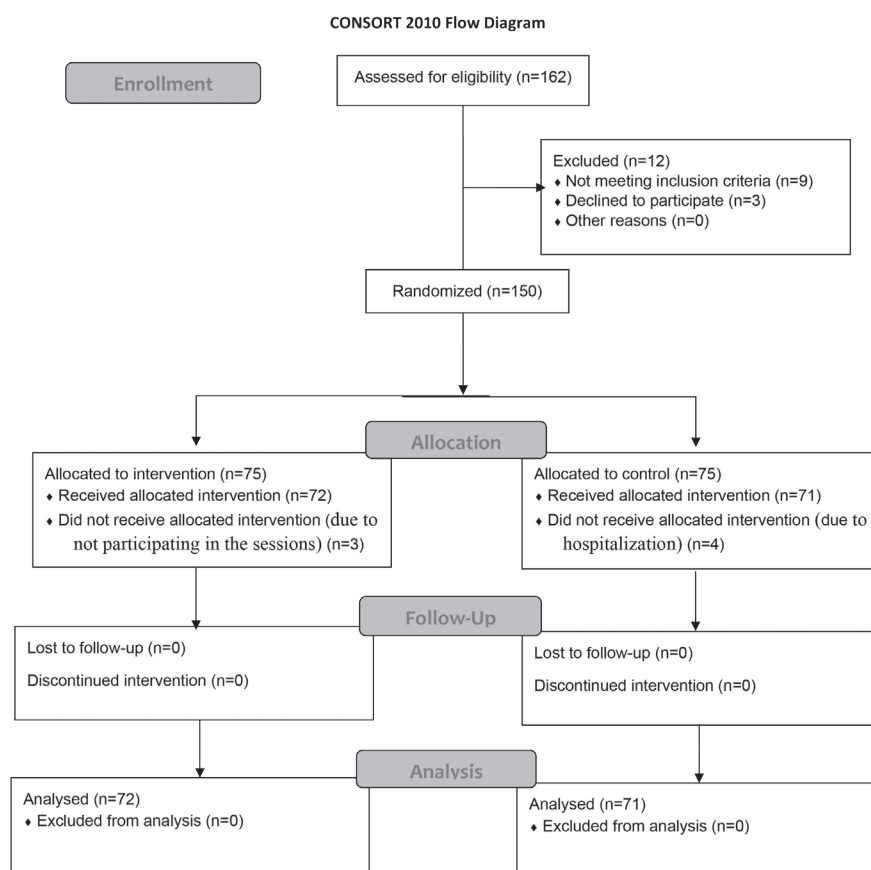 CONSORT 2010 Flow Diagram
Enrollment
Assessed for eligibility (n=162)
Excluded (n=12)
♦ Not meeting inclusion criteria (n=9)
♦ Declined to participate (n=3)
♦ Other reasons (n=0)
Randomized (n=150)
Allocation
Allocated to intervention (n=75)
♦ Received allocated intervention (n=72)
♦ Did not receive allocated intervention (due to
not participating in the sessions) (n=3)
Allocated to control (n=75)
♦ Received allocated intervention (n=71)
♦ Did not receive allocated intervention (due to
hospitalization) (n=4)
Follow-Up
Lost to follow-up (n=0)
Discontinued intervention (n=0)
Lost to follow-up (n=0)
Discontinued intervention (n=0)
Analysis
Analysed (n=72)
♦ Excluded from analysis (n=0)
Analysed (n=71)
♦ Excluded from analysis (n=0)